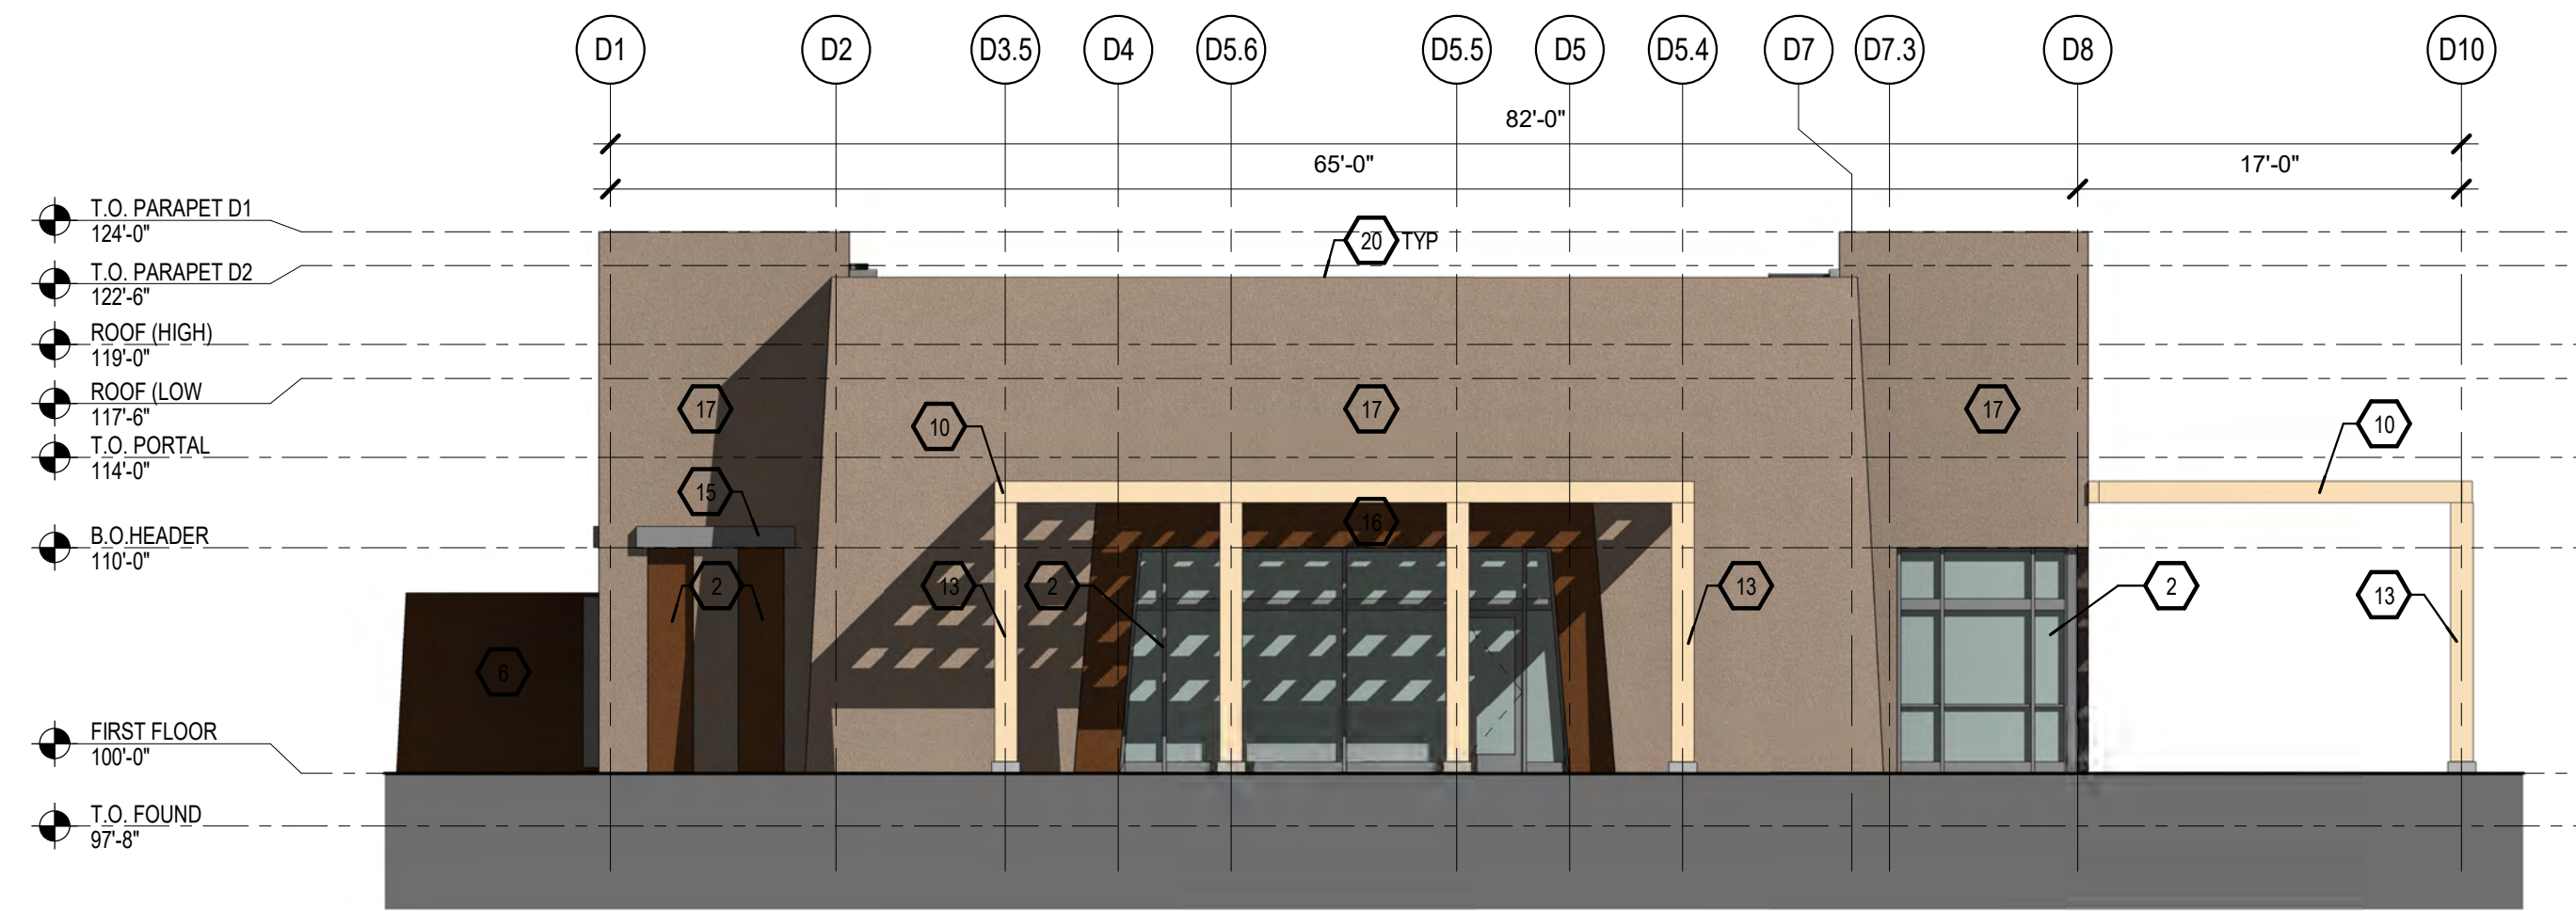 D1 D2 D3.5 D4 D5.6 D5.5 D5 D5.4 D7 D7.3 D8 D10
82'-0"
65'-0" 17'-0"
T.O. PARAPET D1
124'-0"
20 TYP
T.O. PARAPET D2
122'-6"
ROOF (HIGH)
119'-0"
ROOF (LOW
117'-6"
17 17 17
10 10
T.O. PORTAL
114'-0"
15
16
B.O.HEADER
110'-0"
2 13 2 13 2 13
6
FIRST FLOOR
100'-0"
T.O. FOUND
97'-8"